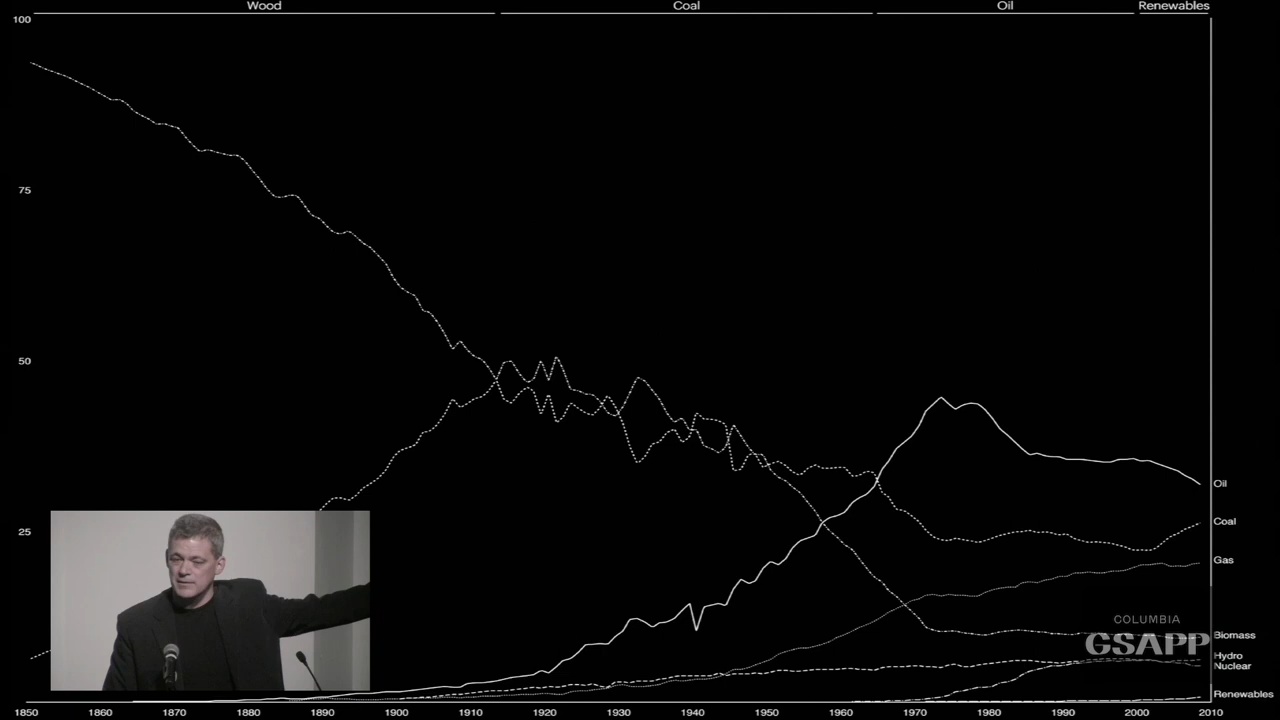 Wood Coal Oil Renewables
100
75
50
25
Oil
Coal
Gas
COLUMBIA
GSAPP
Biomass
Hydro
Nuclear
Renewables
1850 1860 1870 1880 1890 1900 1910 1920 1930 1940 1950 1960 1970 1980 1990 2000 2010